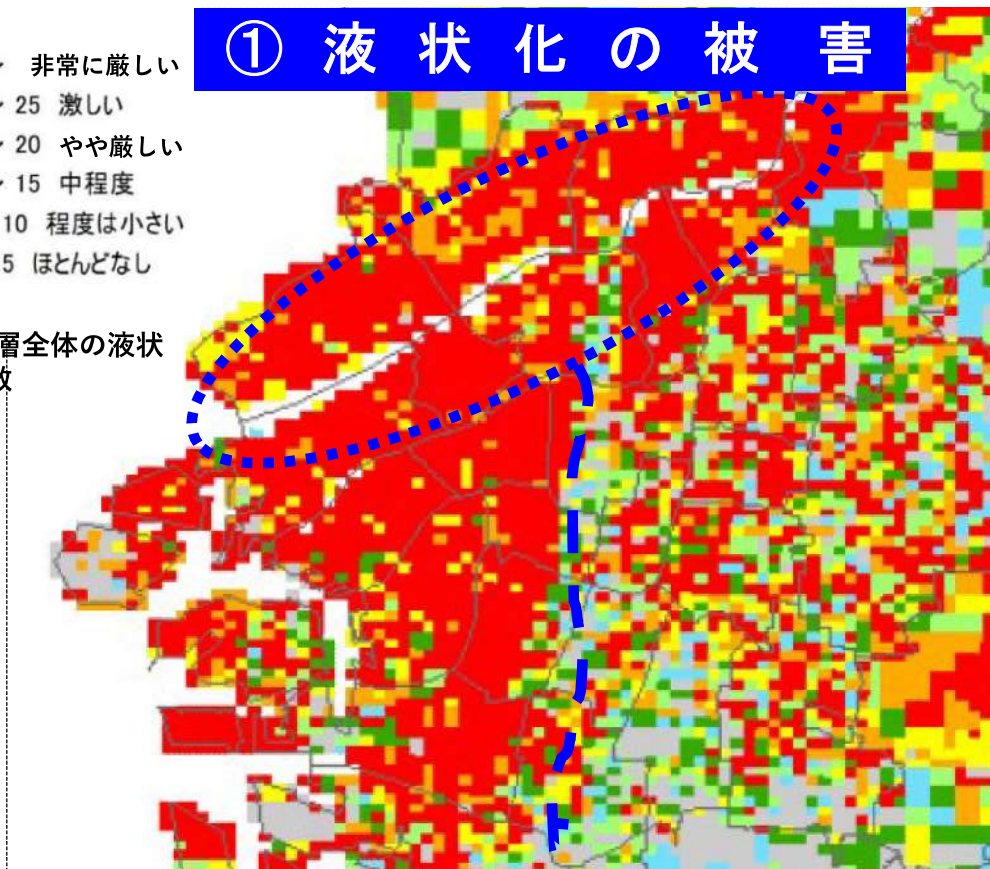 ① 液 状 化 の 被 害
非常に厳しい
25 激しい
20 やや厳しい
15 中程度
10 程度は小さい
5 ほとんどなし
層全体の液状